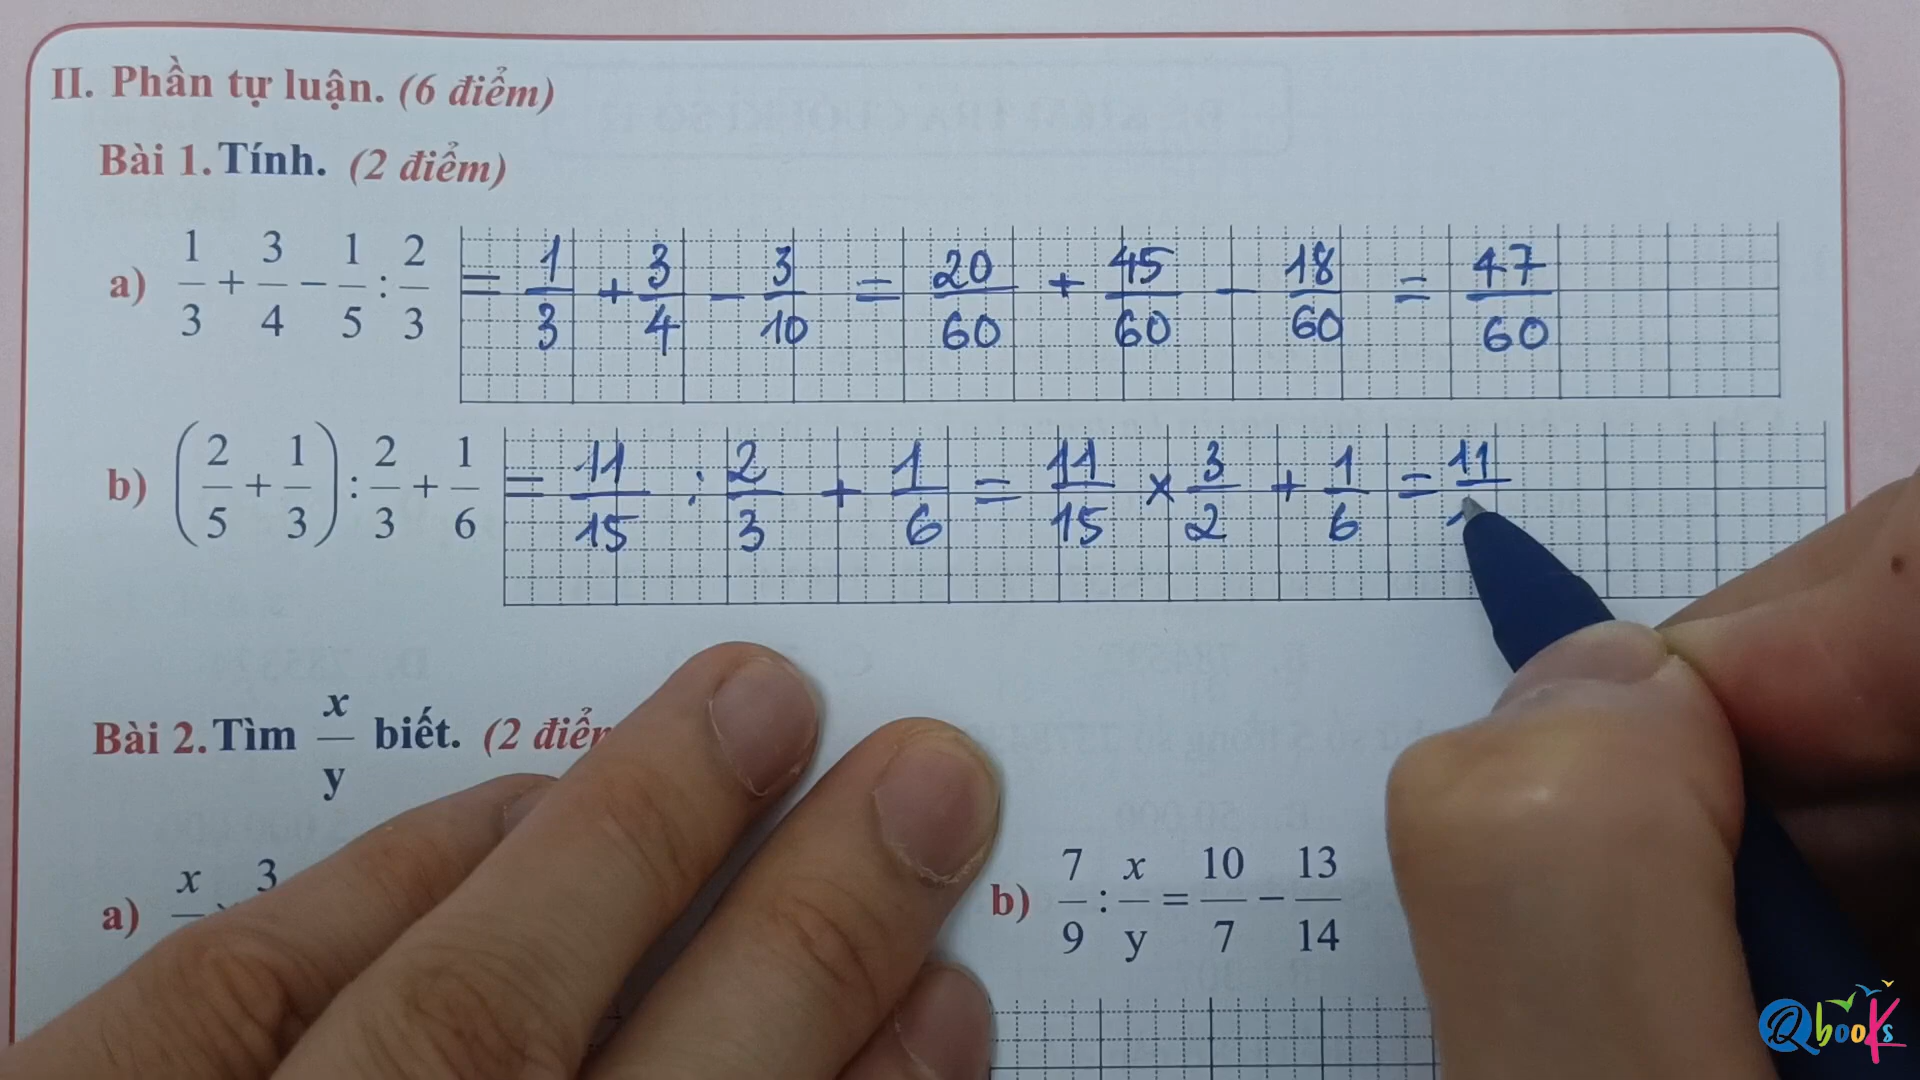 II. Phần tự luận. (6 điểm)
Bài 1. Tính. (2 điểm)
a) 1/3 + 3/4 - 1/5 : 2/3 = 1/3 + 3/4 - 3/10 = 20/60 + 45/60 - 18/60 = 47/60
b) (2/5 + 1/3) : 2/3 + 1/6 = 11/15 : 2/3 + 1/6 = 11/15 × 3/2 + 1/6 = 11/1
Bài 2. Tìm x/y biết. (2
a) x 3
b) 7/9 : x/y = 10/7 - 13/14
Qbooks